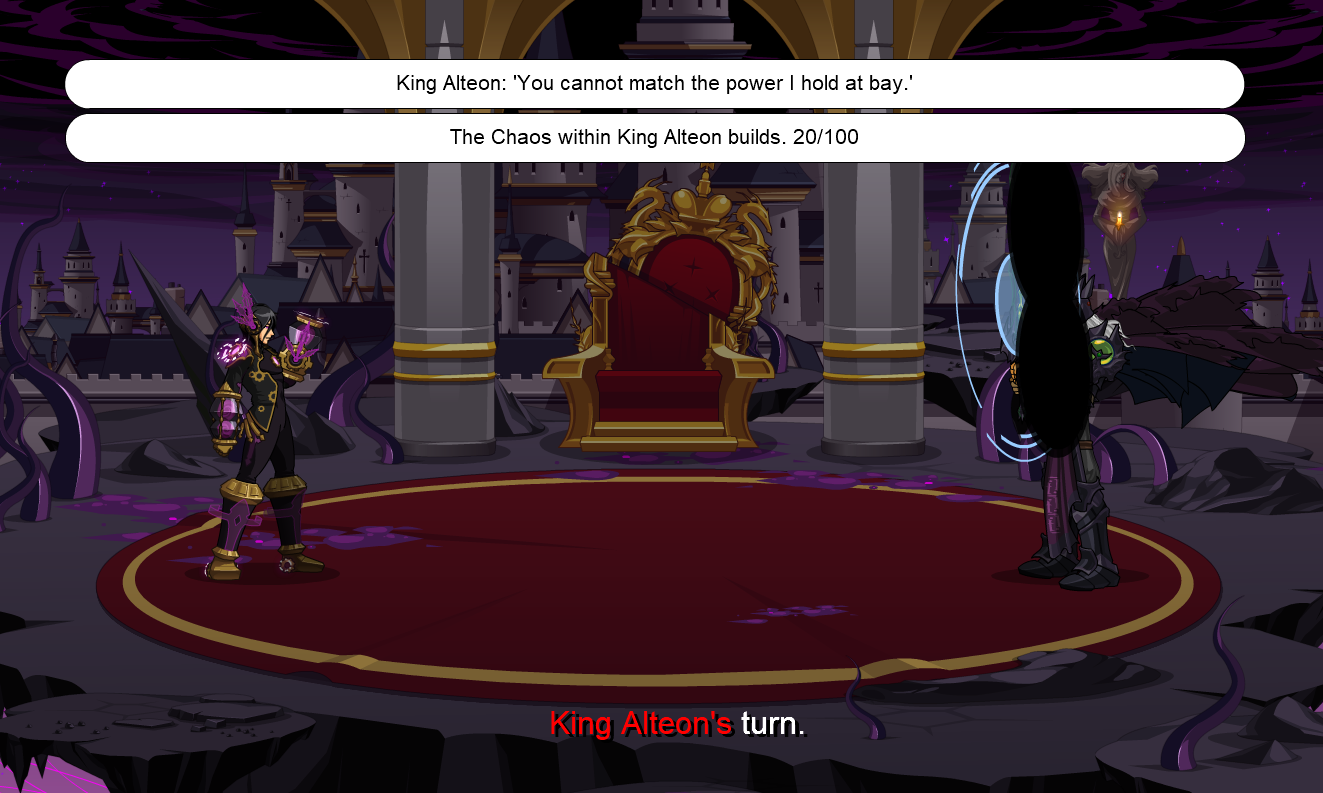 King Alteon: 'You cannot match the power I hold at bay.'
The Chaos within King Alteon builds. 20/100
King Alteon's turn.